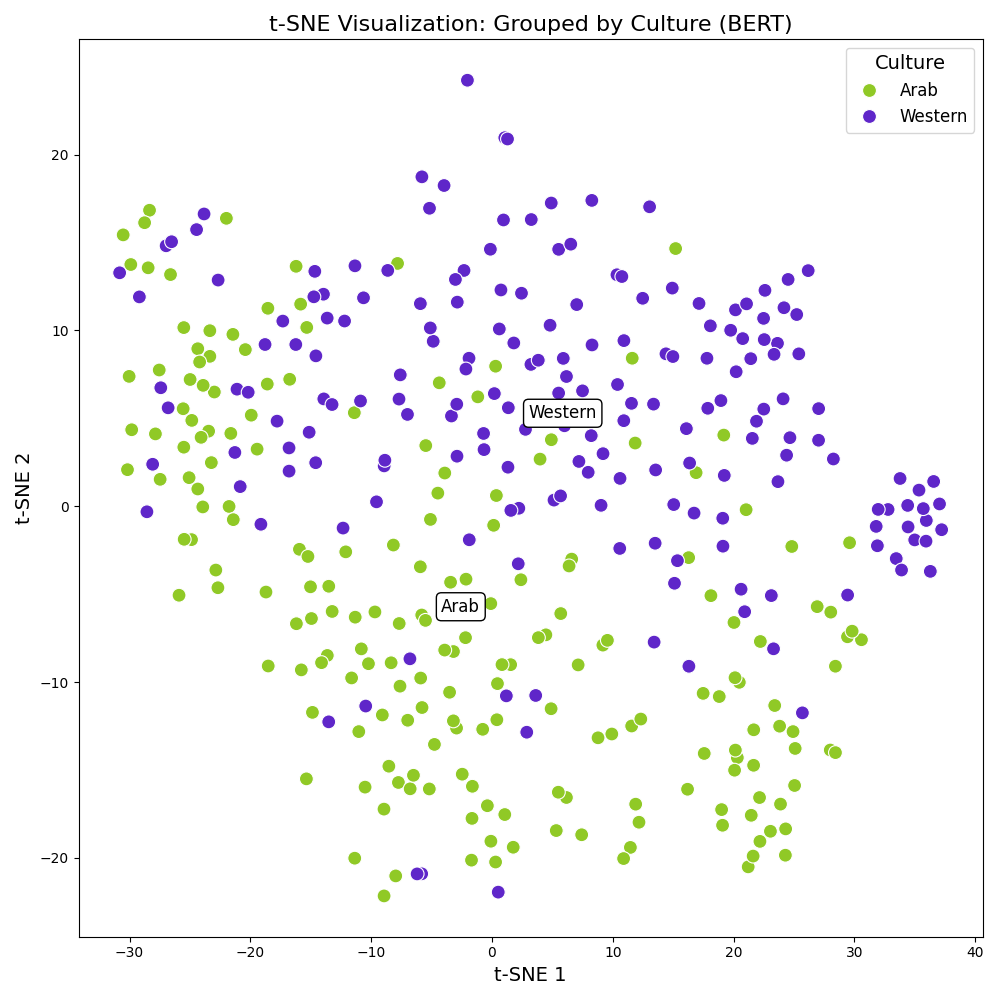 t-SNE Visualization: Grouped by Culture (BERT)
Culture
Arab
Western
20
10
0
−10
−20
t-SNE 2
Western
Arab
−30
−20
−10
0
10
20
30
40
t-SNE 1